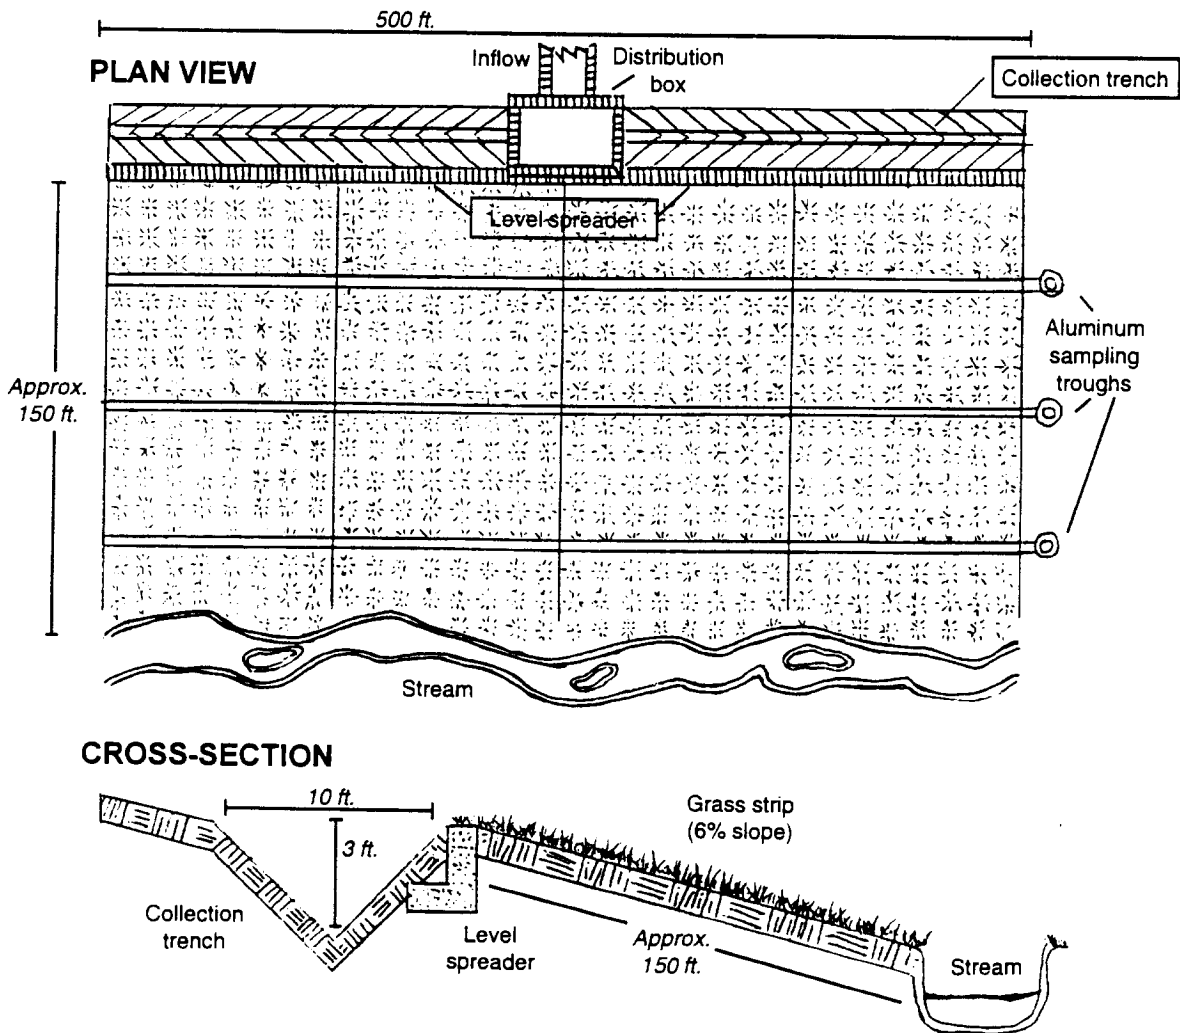 500 ft.
PLAN VIEW
Inflow
Distribution
box
Collection trench
Level spreader
Aluminum
sampling
troughs
Approx.
150 ft.
Stream
CROSS-SECTION
10 ft.
3 ft.
Grass strip
(6% slope)
Collection
trench
Level
spreader
Approx.
150 ft.
Stream